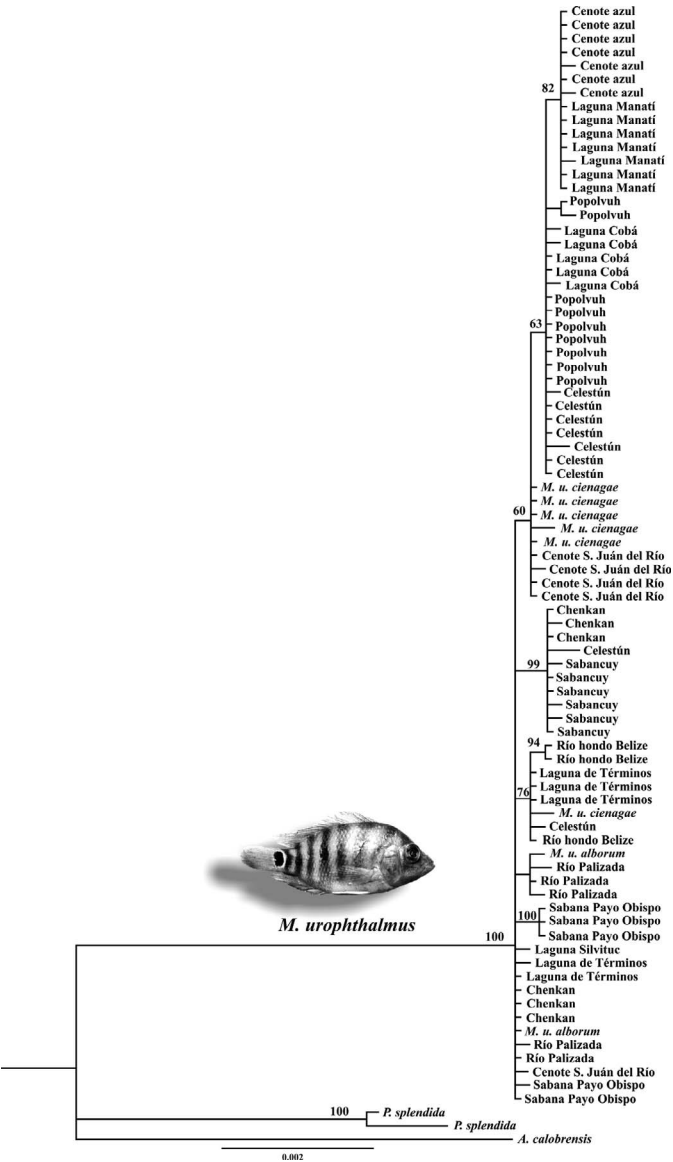 Cenote azul
Cenote azul
Cenote azul
Cenote azul
Cenote azul
Cenote azul
82
Cenote azul
Laguna Manatí
Laguna Manatí
Laguna Manatí
Laguna Manatí
Laguna Manatí
Laguna Manatí
Laguna Manatí
Popolvuh
Popolvuh
Laguna Cobá
Laguna Cobá
Laguna Cobá
Laguna Cobá
Laguna Cobá
Popolvuh
Popolvuh
63
Popolvuh
Popolvuh
Popolvuh
Popolvuh
Popolvuh
Celestún
Celestún
Celestún
Celestún
Celestún
Celestún
Celestún
M. u. cienagae
M. u. cienagae
60
M. u. cienagae
M. u. cienagae
M. u. cienagae
Cenote S. Juán del Río
Cenote S. Juán del Río
Cenote S. Juán del Río
Cenote S. Juán del Río
Chenkan
Chenkan
Chenkan
Celestún
99
Sabancuy
Sabancuy
Sabancuy
Sabancuy
Sabancuy
Sabancuy
94
Río hondo Belize
Río hondo Belize
Laguna de Términos
Laguna de Términos
76
Laguna de Términos
M. u. cienagae
Celestún
Río hondo Belize
M. u. alborum
Río Palizada
Río Palizada
Río Palizada
Sabana Payo Obispo
100
Sabana Payo Obispo
Sabana Payo Obispo
M. urophthalmus
100
Laguna Silvituc
Laguna de Términos
Laguna de Términos
Chenkan
Chenkan
Chenkan
M. u. alborum
Río Palizada
Río Palizada
Cenote S. Juán del Río
Sabana Payo Obispo
Sabana Payo Obispo
100
P. splendida
P. splendida
A. calobrensis
0.002